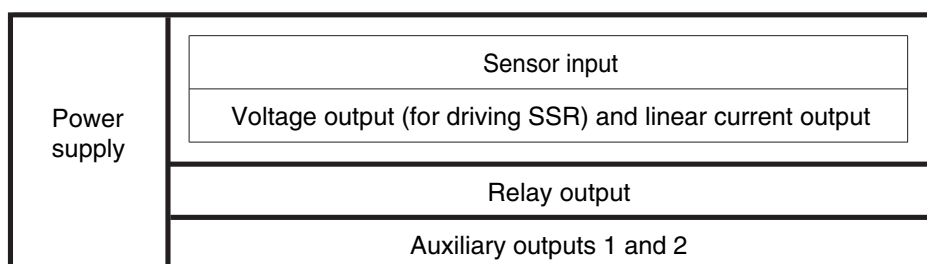 Power
supply
Sensor input
Voltage output (for driving SSR) and linear current output
Relay output
Auxiliary outputs 1 and 2